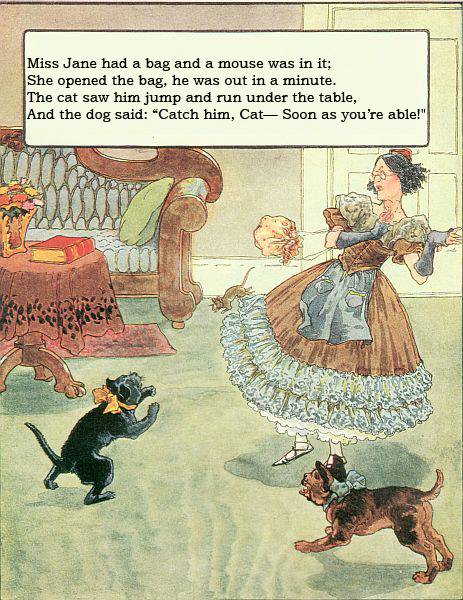 Miss Jane had a bag and a mouse was in it;
She opened the bag, he was out in a minute.
The cat saw him jump and run under the table,
And the dog said: “Catch him, Cat— Soon as you’re able!"